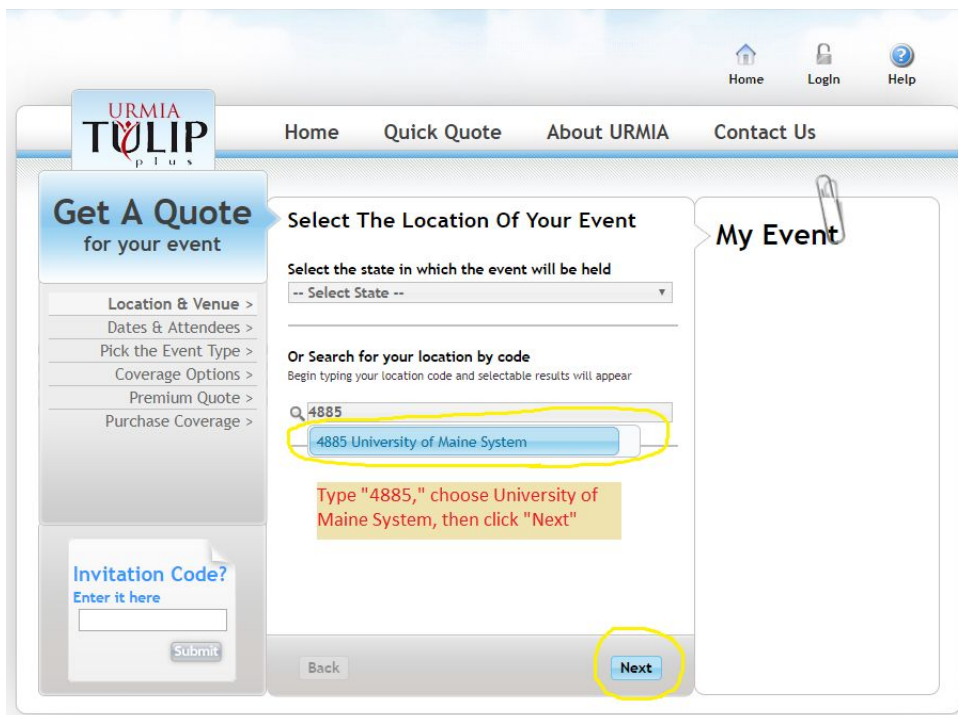 Home LogIn Help
URMIA
TULIP
plus
Home Quick Quote About URMIA Contact Us
Get A Quote
for your event
Location & Venue >
Dates & Attendees >
Pick the Event Type >
Coverage Options >
Premium Quote >
Purchase Coverage >
Invitation Code?
Enter it here
Submit
Select The Location Of Your Event
Select the state in which the event will be held
-- Select State --
Or Search for your location by code
Begin typing your location code and selectable results will appear
4885
4885 University of Maine System
Type "4885," choose University of
Maine System, then click "Next"
Back Next
My Event